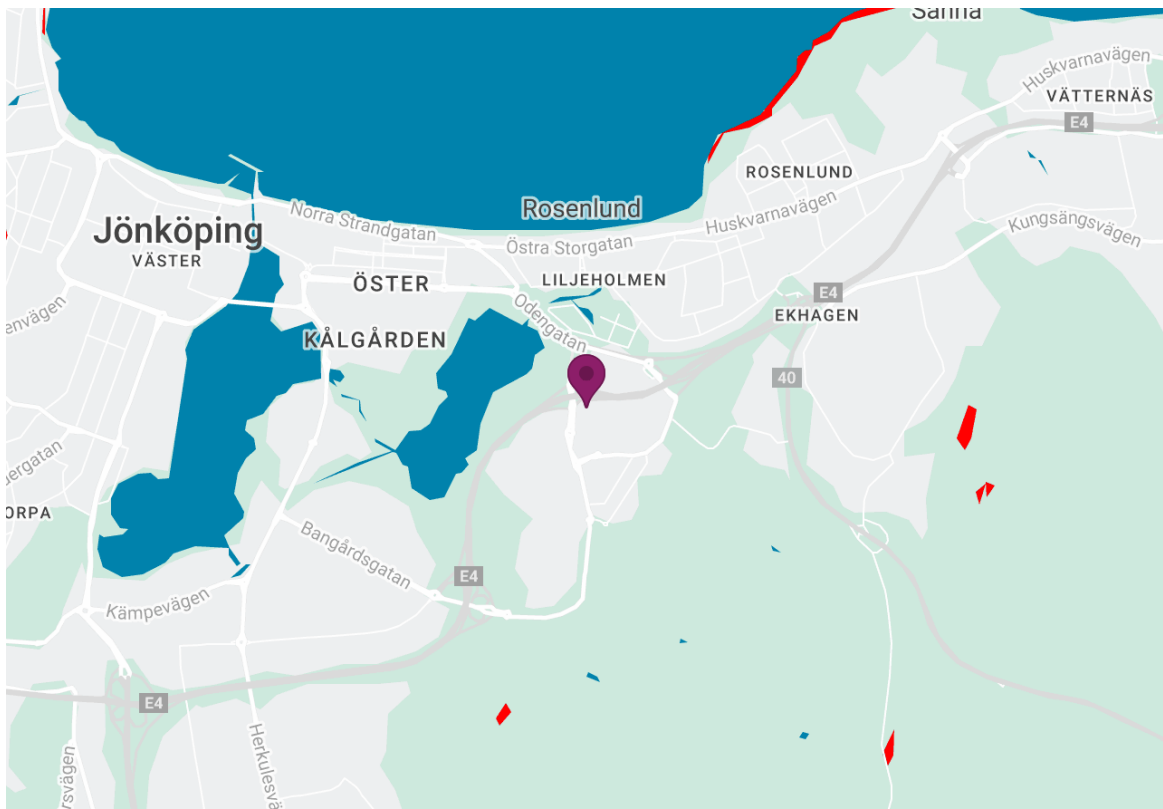 Sanna
Huskvarnavägen
VÄTTERNÄS
E4
ROSENLUND
Rosenlund
Huskvarnavägen
Norra Strandgatan
Kungsängsvägen
Jönköping
Östra Storgatan
VÄSTER
LILJEHOLMEN
ÖSTER
E4
envägen
Odengatan
EKHAGEN
KÅLGÅRDEN
40
ergatan
ORPA
Bangårdsgatan
E4
Kämpevägen
E4
Herkulesvä
rsvägen